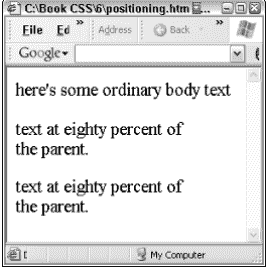 C:\Book CSS\6\positioning.htm
File Ed »
Address Back »
Google
here's some ordinary body text
text at eighty percent of
the parent.
text at eighty percent of
the parent.
My Computer